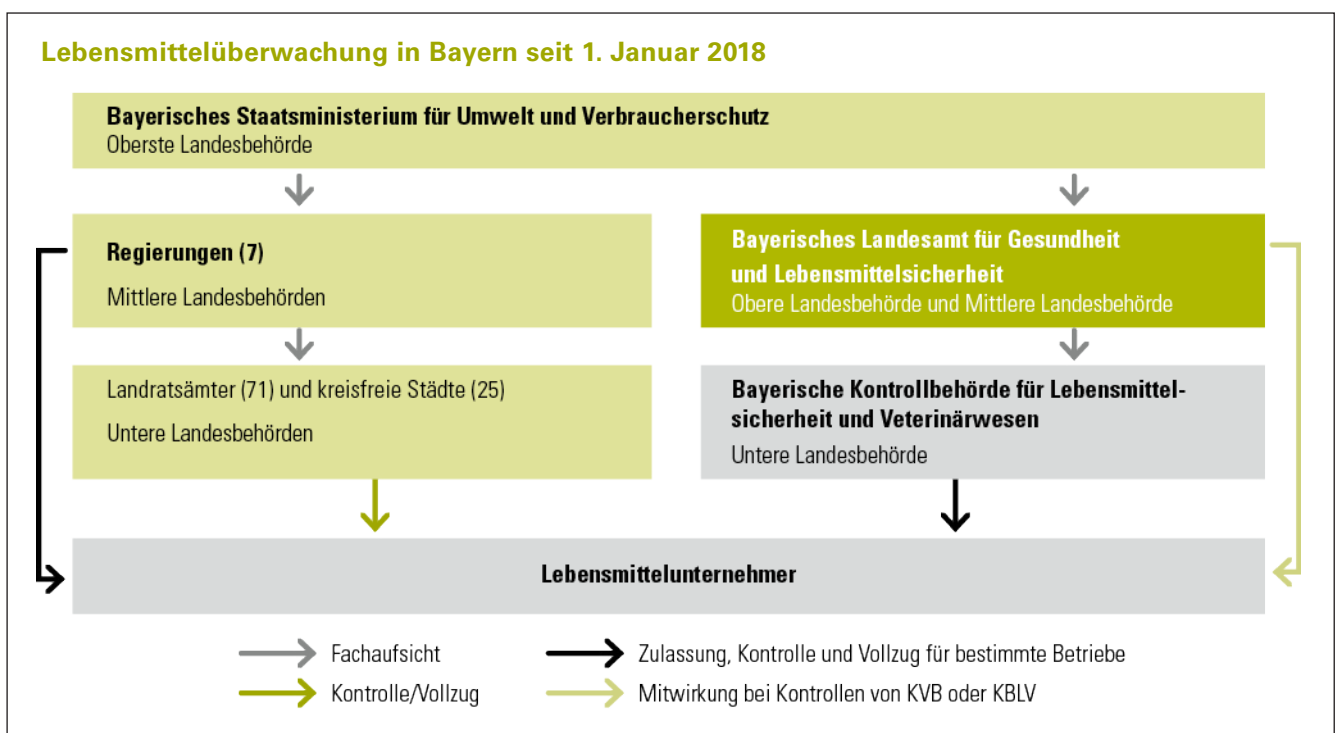 Lebensmittelüberwachung in Bayern seit 1. Januar 2018
Bayerisches Staatsministerium für Umwelt und Verbraucherschutz
Oberste Landesbehörde
Regierungen (7)
Mittlere Landesbehörden
Bayerisches Landesamt für Gesundheit
und Lebensmittelsicherheit
Obere Landesbehörde und Mittlere Landesbehörde
Landratsämter (71) und kreisfreie Städte (25)
Untere Landesbehörden
Bayerische Kontrollbehörde für Lebensmittel-
sicherheit und Veterinärwesen
Untere Landesbehörde
Lebensmittelunternehmer
Fachaufsicht
Zulassung, Kontrolle und Vollzug für bestimmte Betriebe
Kontrolle/Vollzug
Mitwirkung bei Kontrollen von KVB oder KBLV